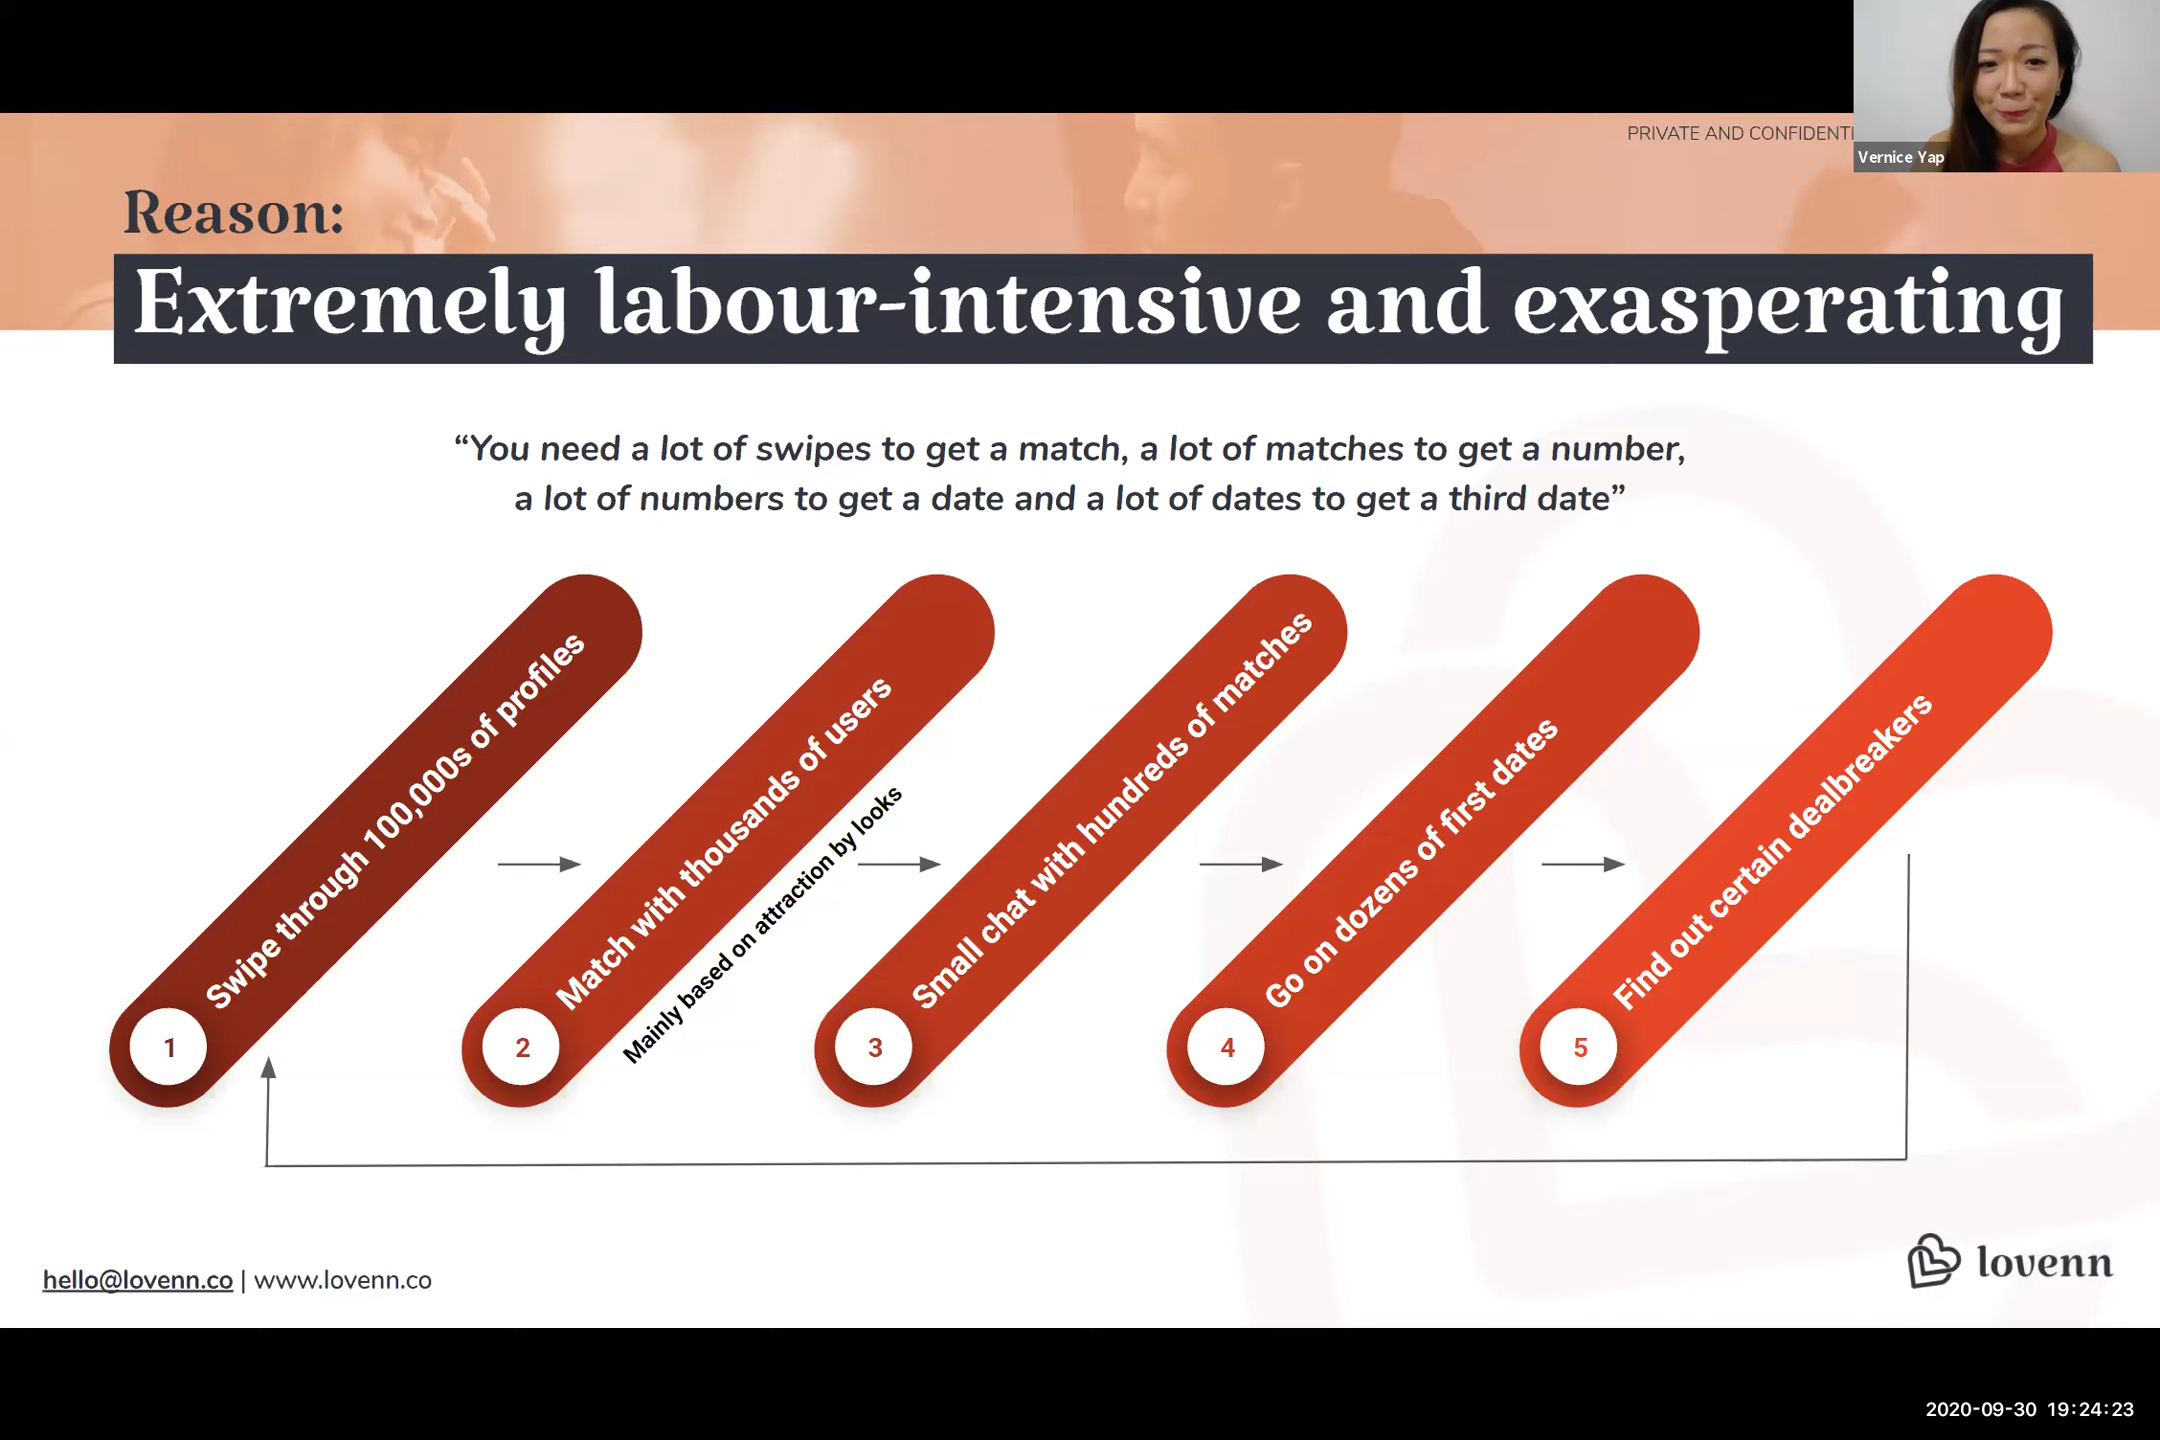 PRIVATE AND CONFIDENTI
Vernice Yap
Reason:
Extremely labour-intensive and exasperating
“You need a lot of swipes to get a match, a lot of matches to get a number,
a lot of numbers to get a date and a lot of dates to get a third date”
1
Swipe through 100,000s of profiles
2
Match with thousands of users
Mainly based on attraction by looks
3
Small chat with hundreds of matches
4
Go on dozens of first dates
5
Find out certain dealbreakers
hello@lovenn.co | www.lovenn.co
lovenn
2020-09-30 19:24:23